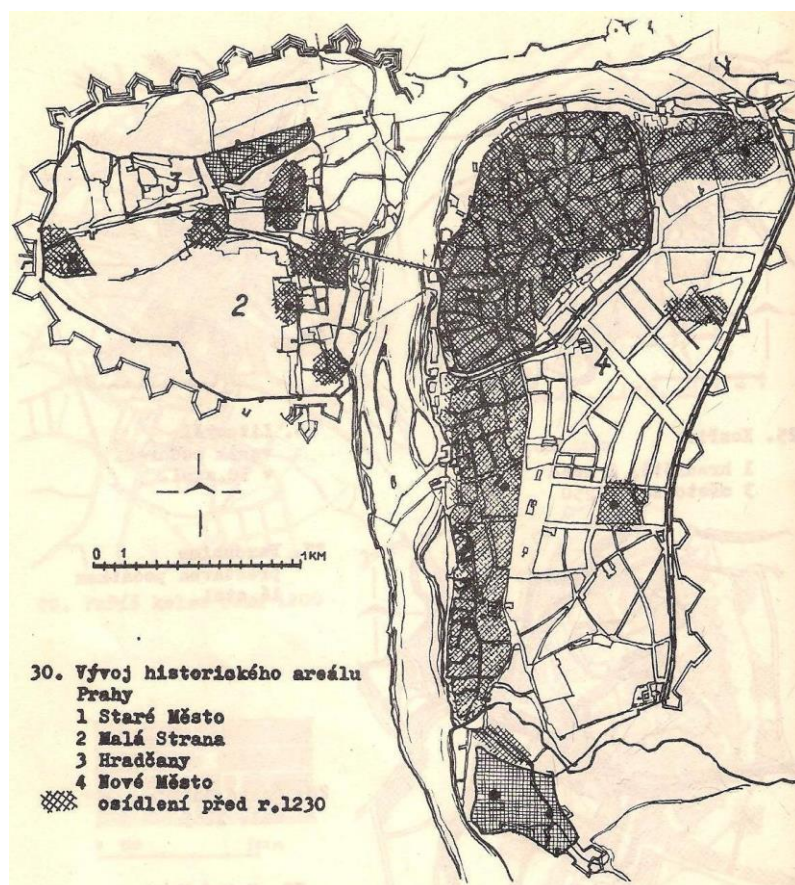 3
2
4
0 1 1KM
30. Vývoj historického areálu
Prahy
1 Staré Město
2 Malá Strana
3 Hradčany
4 Nové Město
osídlení před r.1230